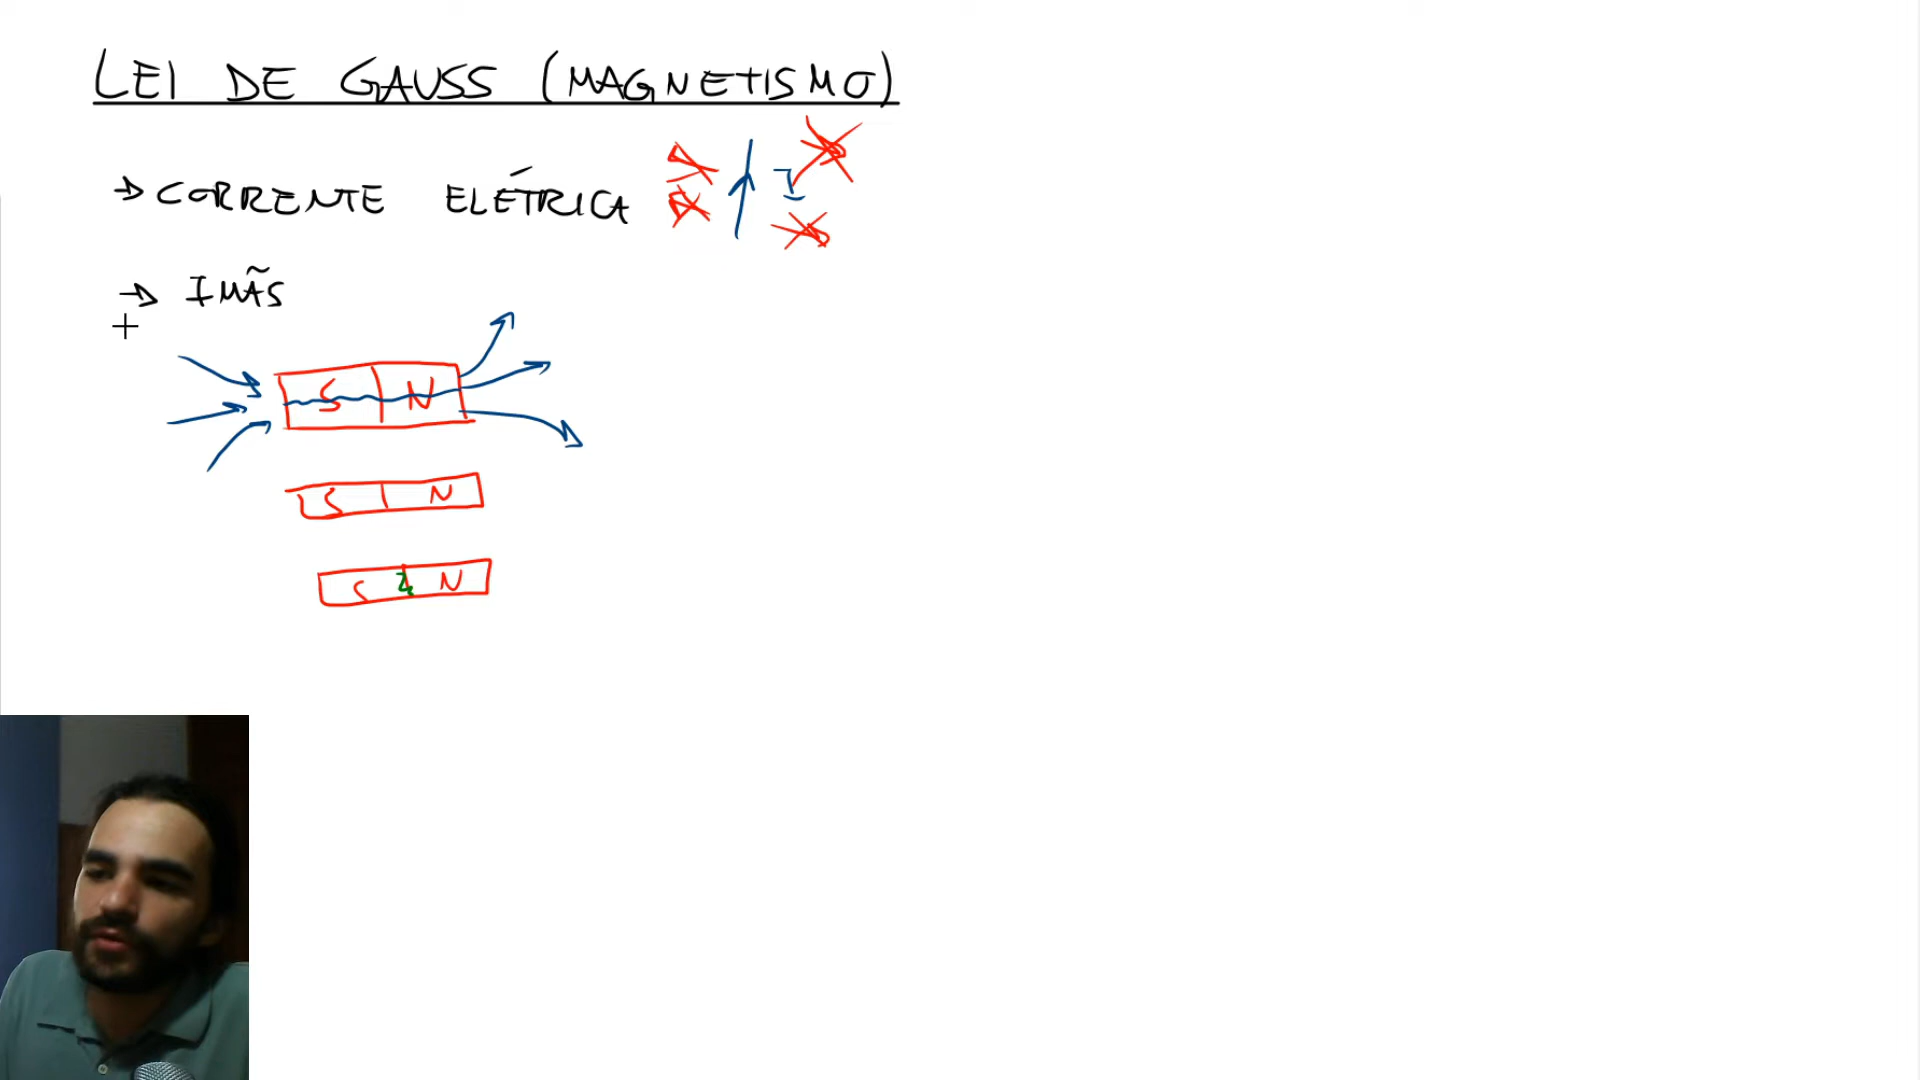 LEI DE GAUSS (MAGNETISMO)
→ CORRENTE ELÉTRICA
I
→ IMÃS
S N
S N
S N